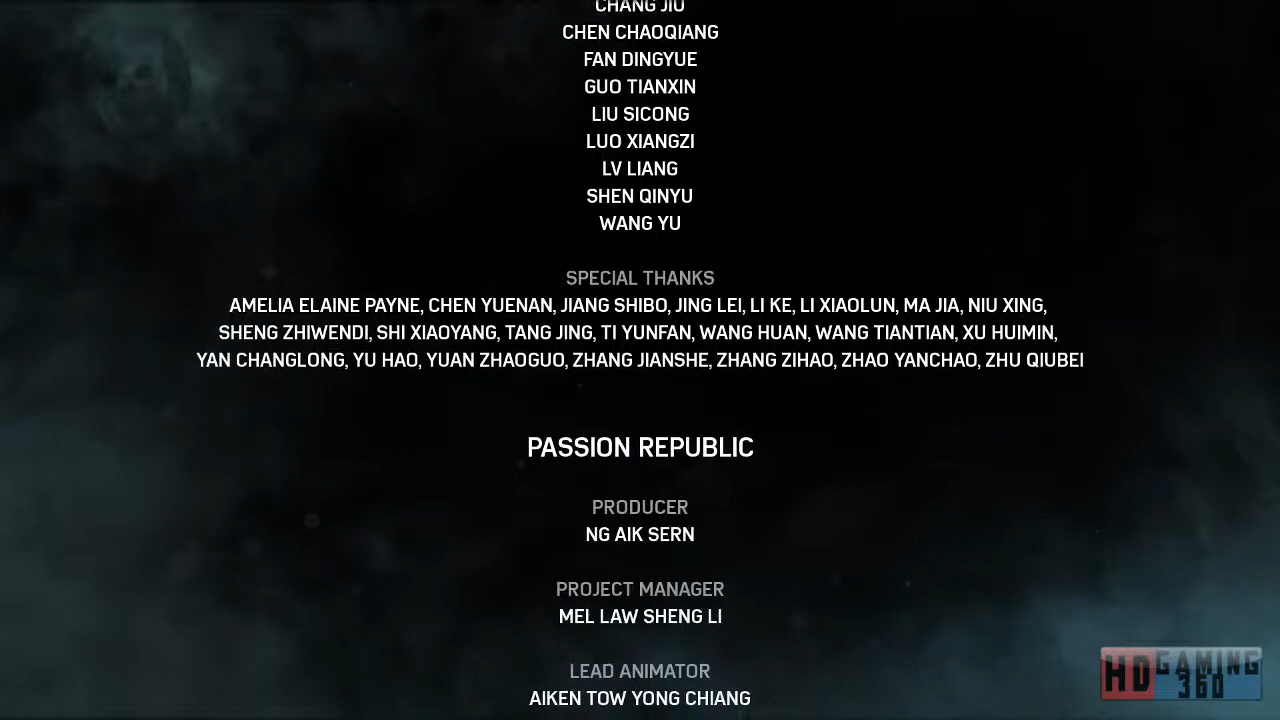 CHANG JIU
CHEN CHAOQIANG
FAN DINGYUE
GUO TIANXIN
LIU SICONG
LUO XIANGZI
LV LIANG
SHEN QINYU
WANG YU
SPECIAL THANKS
AMELIA ELAINE PAYNE, CHEN YUENAN, JIANG SHIBO, JING LEI, LI KE, LI XIAOLUN, MA JIA, NIU XING,
SHENG ZHIWENDI, SHI XIAOYANG, TANG JING, TI YUNFAN, WANG HUAN, WANG TIANTIAN, XU HUIMIN,
YAN CHANGLONG, YU HAO, YUAN ZHAOGUO, ZHANG JIANSHE, ZHANG ZIHAO, ZHAO YANCHAO, ZHU QIUBEI
PASSION REPUBLIC
PRODUCER
NG AIK SERN
PROJECT MANAGER
MEL LAW SHENG LI
LEAD ANIMATOR
AIKEN TOW YONG CHIANG
HD GAMING
360